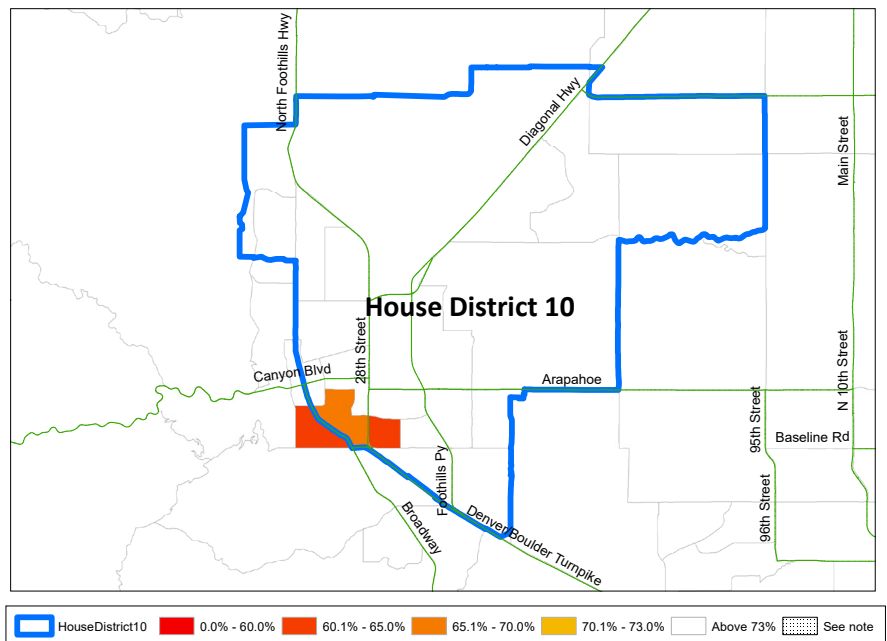 North Foothills Hwy
Diagonal Hwy
Main Street
House District 10
28th Street
Canyon Blvd
Arapahoe
N 10th Street
95th Street
Baseline Rd
Foothills Py
Broadway
Denver/Boulder Turnpike
96th Street
HouseDistrict10 0.0% - 60.0% 60.1% - 65.0% 65.1% - 70.0% 70.1% - 73.0% Above 73% See note